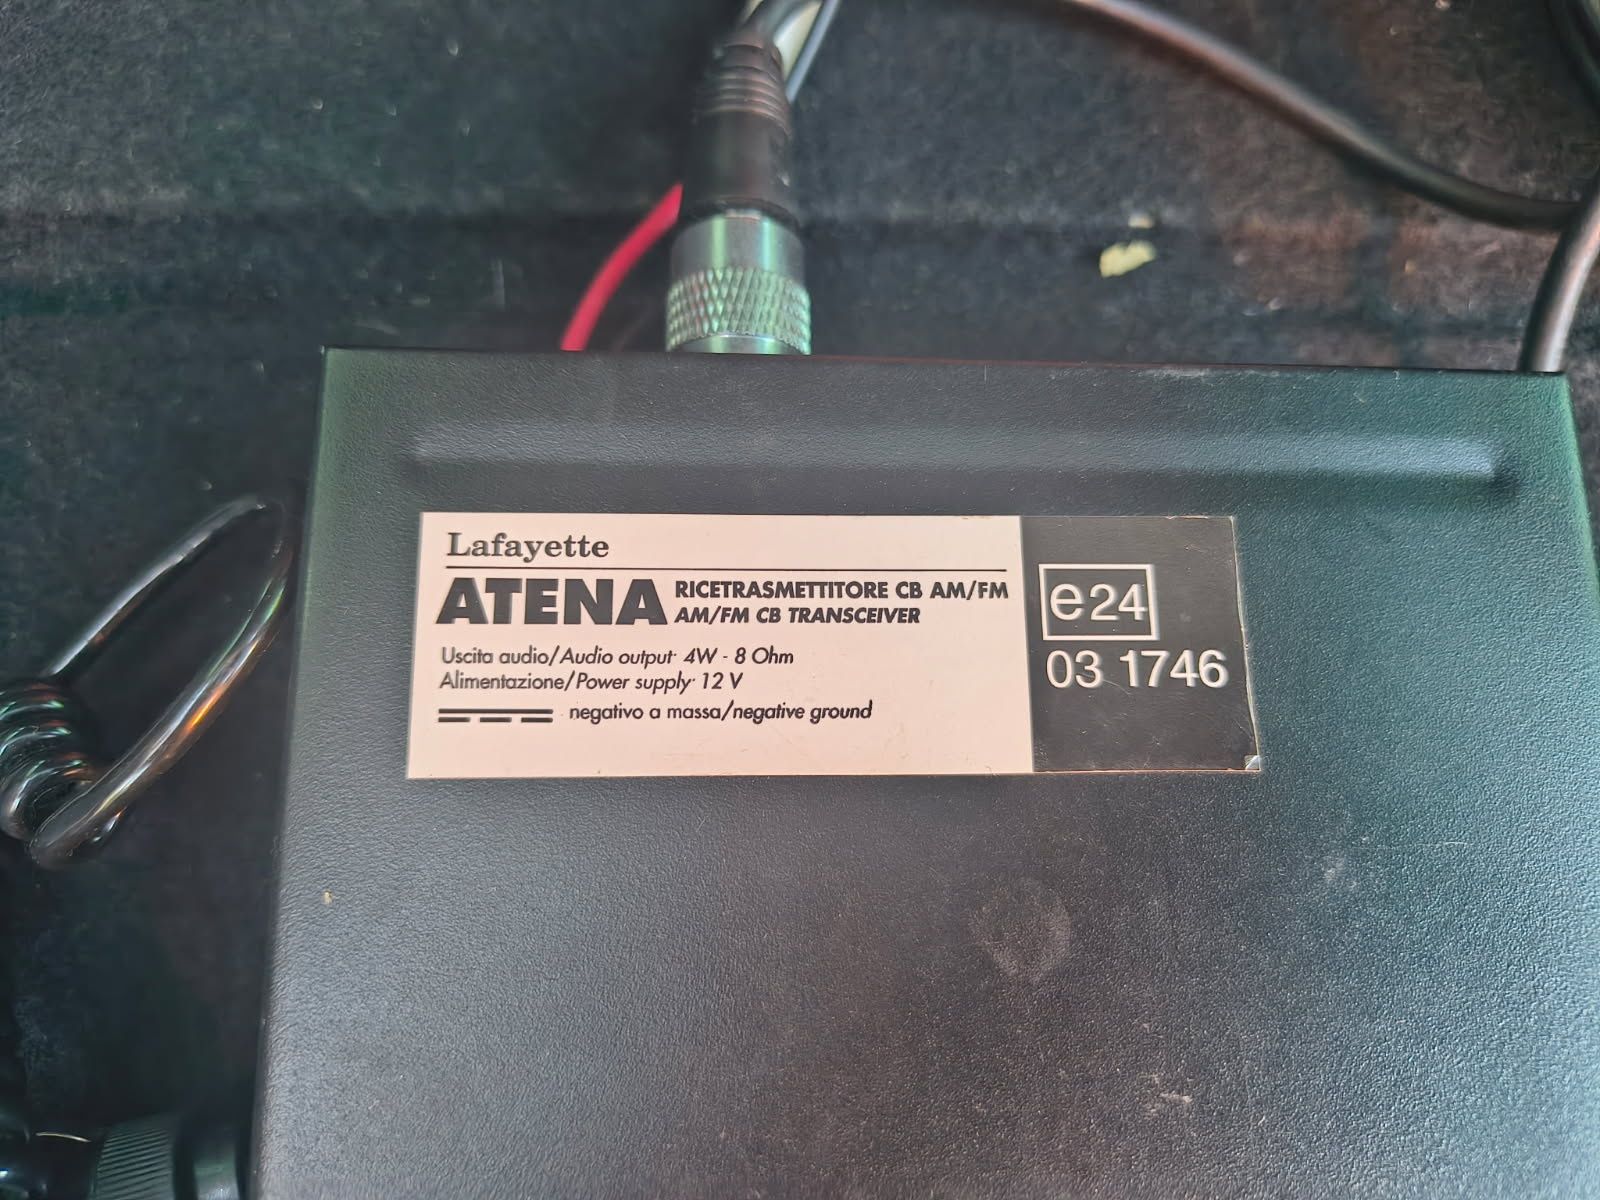 Lafayette
ATENA RICETRASMETTITORE CB AM/FM
AM/FM CB TRANSCEIVER
Uscita audio/Audio output: 4W - 8 Ohm
Alimentazione/Power supply: 12 V
negativo a massa/negative ground
e24
03 1746